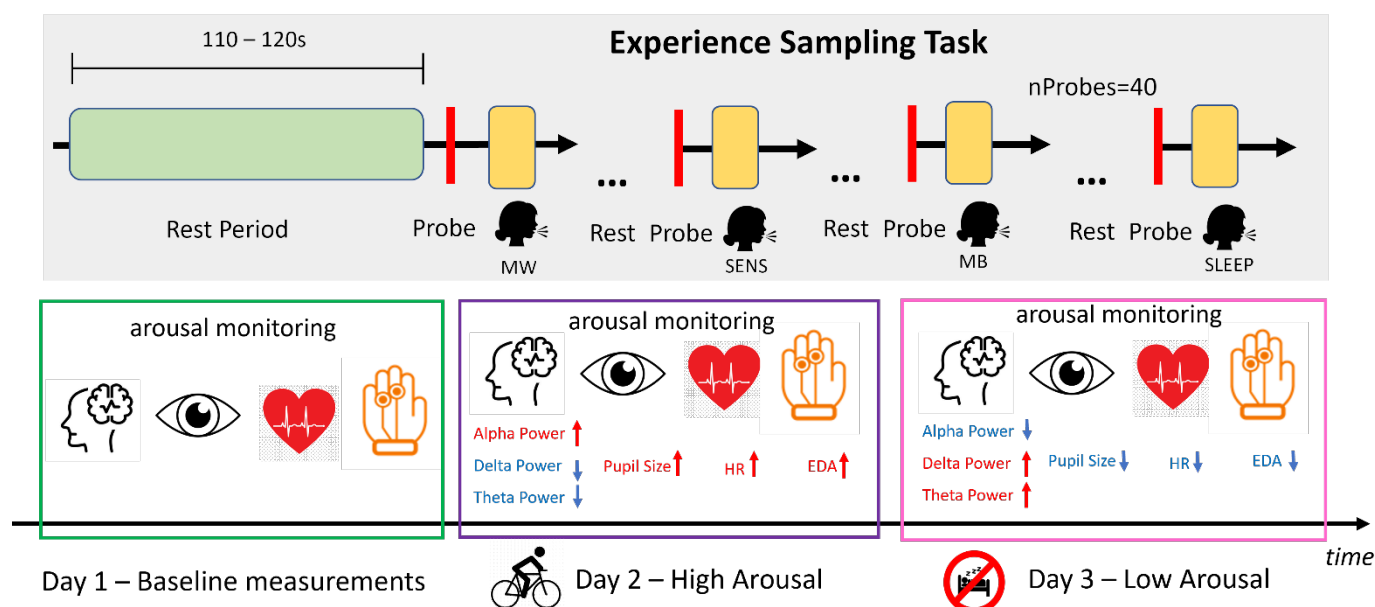 110 – 120s
Experience Sampling Task
nProbes=40
... ... ...
Rest Period Probe Rest Probe Rest Probe Rest Probe
MW SENS MB SLEEP
arousal monitoring
arousal monitoring
Alpha Power
Delta Power Pupil Size HR EDA
Theta Power
arousal monitoring
Alpha Power
Delta Power Pupil Size HR EDA
Theta Power
time
Day 1 – Baseline measurements
Day 2 – High Arousal
zzz
Day 3 – Low Arousal